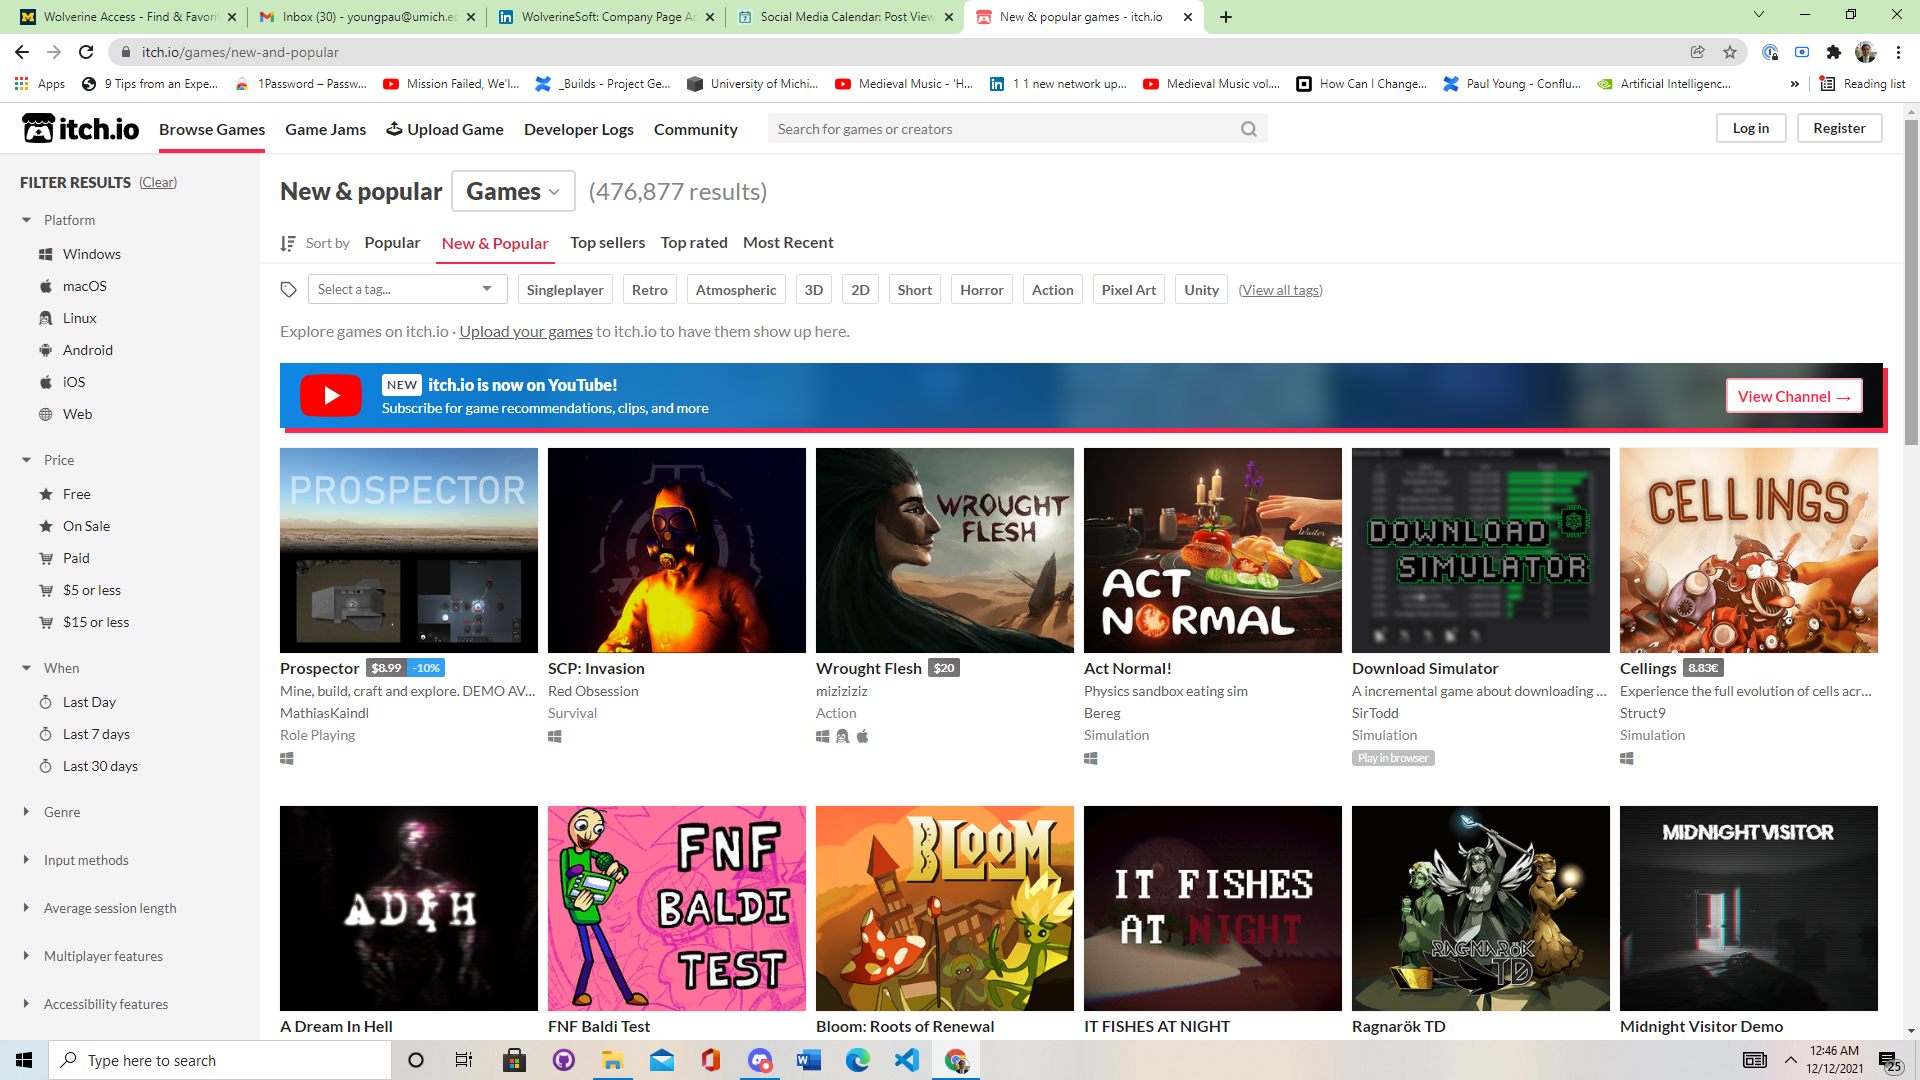 Wolverine Access - Find & Favori
Inbox (30) - youngpau@umich.ed
WolverineSoft: Company Page Ad
Social Media Calendar: Post View
New & popular games - itch.io
itch.io/games/new-and-popular
Apps
9 Tips from an Expe...
1Password – Passw...
Mission Failed, We'l...
_Builds - Project Ge...
University of Michi...
Medieval Music - 'H...
1 1 new network up...
Medieval Music vol....
How Can I Change...
Paul Young - Conflu...
Artificial Intelligenc...
»
Reading list
itch.io
Browse Games
Game Jams
Upload Game
Developer Logs
Community
Search for games or creators
Log in
Register
FILTER RESULTS (Clear)
Platform
Windows
macOS
Linux
Android
iOS
Web
Price
Free
On Sale
Paid
$5 or less
$15 or less
When
Last Day
Last 7 days
Last 30 days
Genre
Input methods
Average session length
Multiplayer features
Accessibility features
New & popular Games (476,877 results)
Sort by Popular New & Popular Top sellers Top rated Most Recent
Select a tag... Singleplayer Retro Atmospheric 3D 2D Short Horror Action Pixel Art Unity (View all tags)
Explore games on itch.io · Upload your games to itch.io to have them show up here.
NEW itch.io is now on YouTube!
Subscribe for game recommendations, clips, and more
View Channel →
PROSPECTOR
Prospector $8.99 -10%
Mine, build, craft and explore. DEMO AV...
MathiasKaindl
Role Playing
SCP: Invasion
Red Obsession
Survival
WROUGHT
FLESH
Wrought Flesh $20
miziziziz
Action
Waiter
ACT
NORMAL
Act Normal!
Physics sandbox eating sim
Bereg
Simulation
DOWNLOAD
SIMULATOR
Download Simulator
A incremental game about downloading ...
SirTodd
Simulation
Play in browser
CELLINGS
Cellings 8.83€
Experience the full evolution of cells acr...
Struct9
Simulation
ADIH
A Dream In Hell
FNF
BALDI
TEST
FNF Baldi Test
BLOOM
Bloom: Roots of Renewal
IT FISHES
AT NIGHT
IT FISHES AT NIGHT
RAGNARÖK
TD
Ragnarök TD
MIDNIGHT VISITOR
Midnight Visitor Demo
Type here to search
12:46 AM
12/12/2021
25